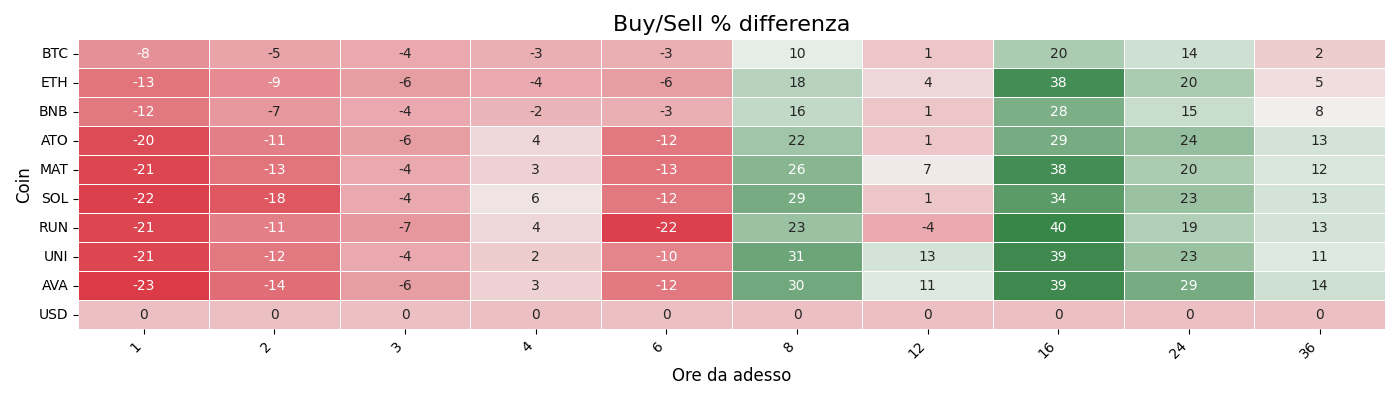 Buy/Sell % differenza
Coin
BTC -8 -5 -4 -3 -3 10 1 20 14 2
ETH -13 -9 -6 -4 -6 18 4 38 20 5
BNB -12 -7 -4 -2 -3 16 1 28 15 8
ATO -20 -11 -6 4 -12 22 1 29 24 13
MAT -21 -13 -4 3 -13 26 7 38 20 12
SOL -22 -18 -4 6 -12 29 1 34 23 13
RUN -21 -11 -7 4 -22 23 -4 40 19 13
UNI -21 -12 -4 2 -10 31 13 39 23 11
AVA -23 -14 -6 3 -12 30 11 39 29 14
USD 0 0 0 0 0 0 0 0 0 0
1 2 3 4 6 8 12 16 24 36
Ore da adesso